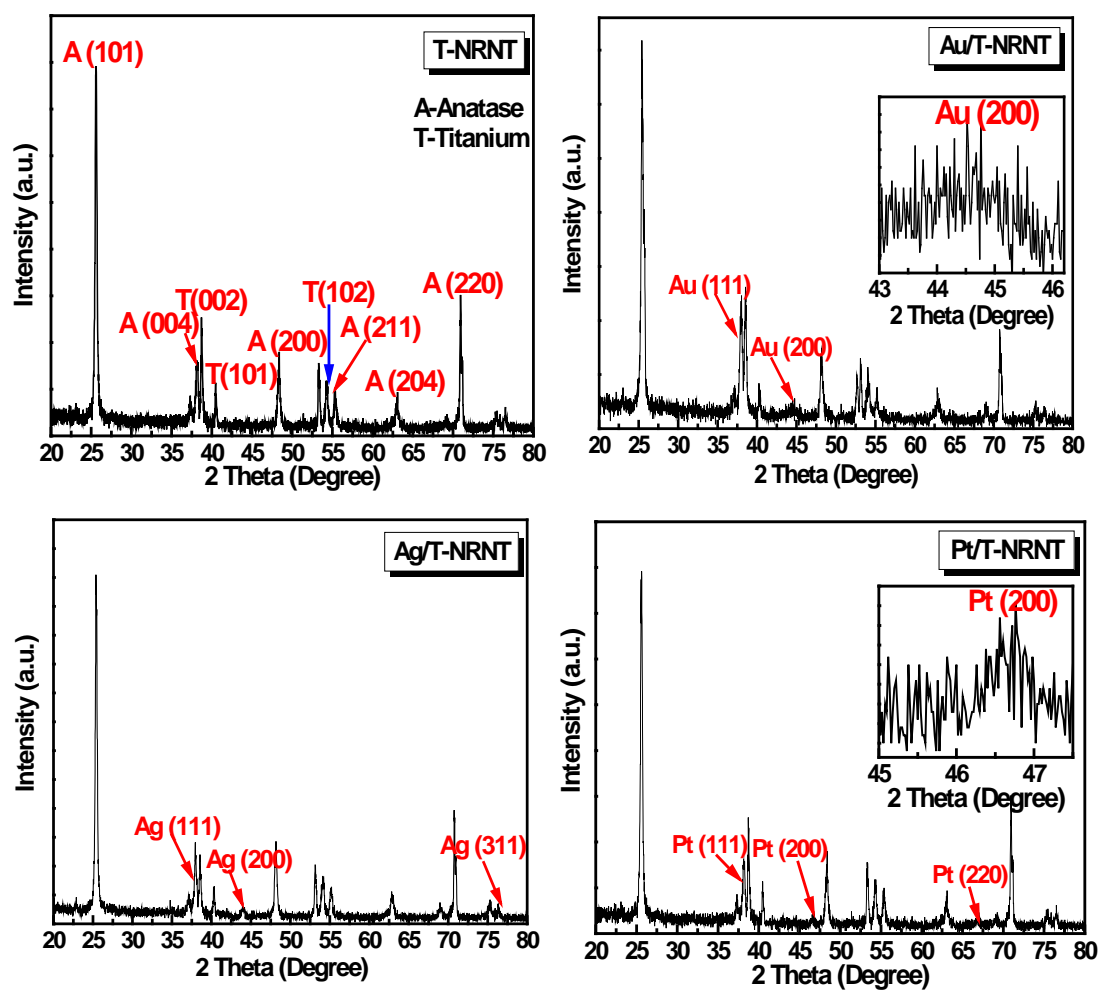 T-NRNT
A-Anatase
T-Titanium
A (101)
A (004)
T(002)
T(101)
A (200)
T(102)
A (211)
A (204)
A (220)
Intensity (a.u.)
20 25 30 35 40 45 50 55 60 65 70 75 80
2 Theta (Degree)
Au/T-NRNT
Au (200)
43 44 45 46
2 Theta (Degree)
Au (111)
Au (200)
Intensity (a.u.)
20 25 30 35 40 45 50 55 60 65 70 75 80
2 Theta (Degree)
Ag/T-NRNT
Ag (111)
Ag (200)
Ag (311)
Intensity (a.u.)
20 25 30 35 40 45 50 55 60 65 70 75 80
2 Theta (Degree)
Pt/T-NRNT
Pt (200)
45 46 47
2 Theta (Degree)
Pt (111)
Pt (200)
Pt (220)
Intensity (a.u.)
20 25 30 35 40 45 50 55 60 65 70 75 80
2 Theta (Degree)